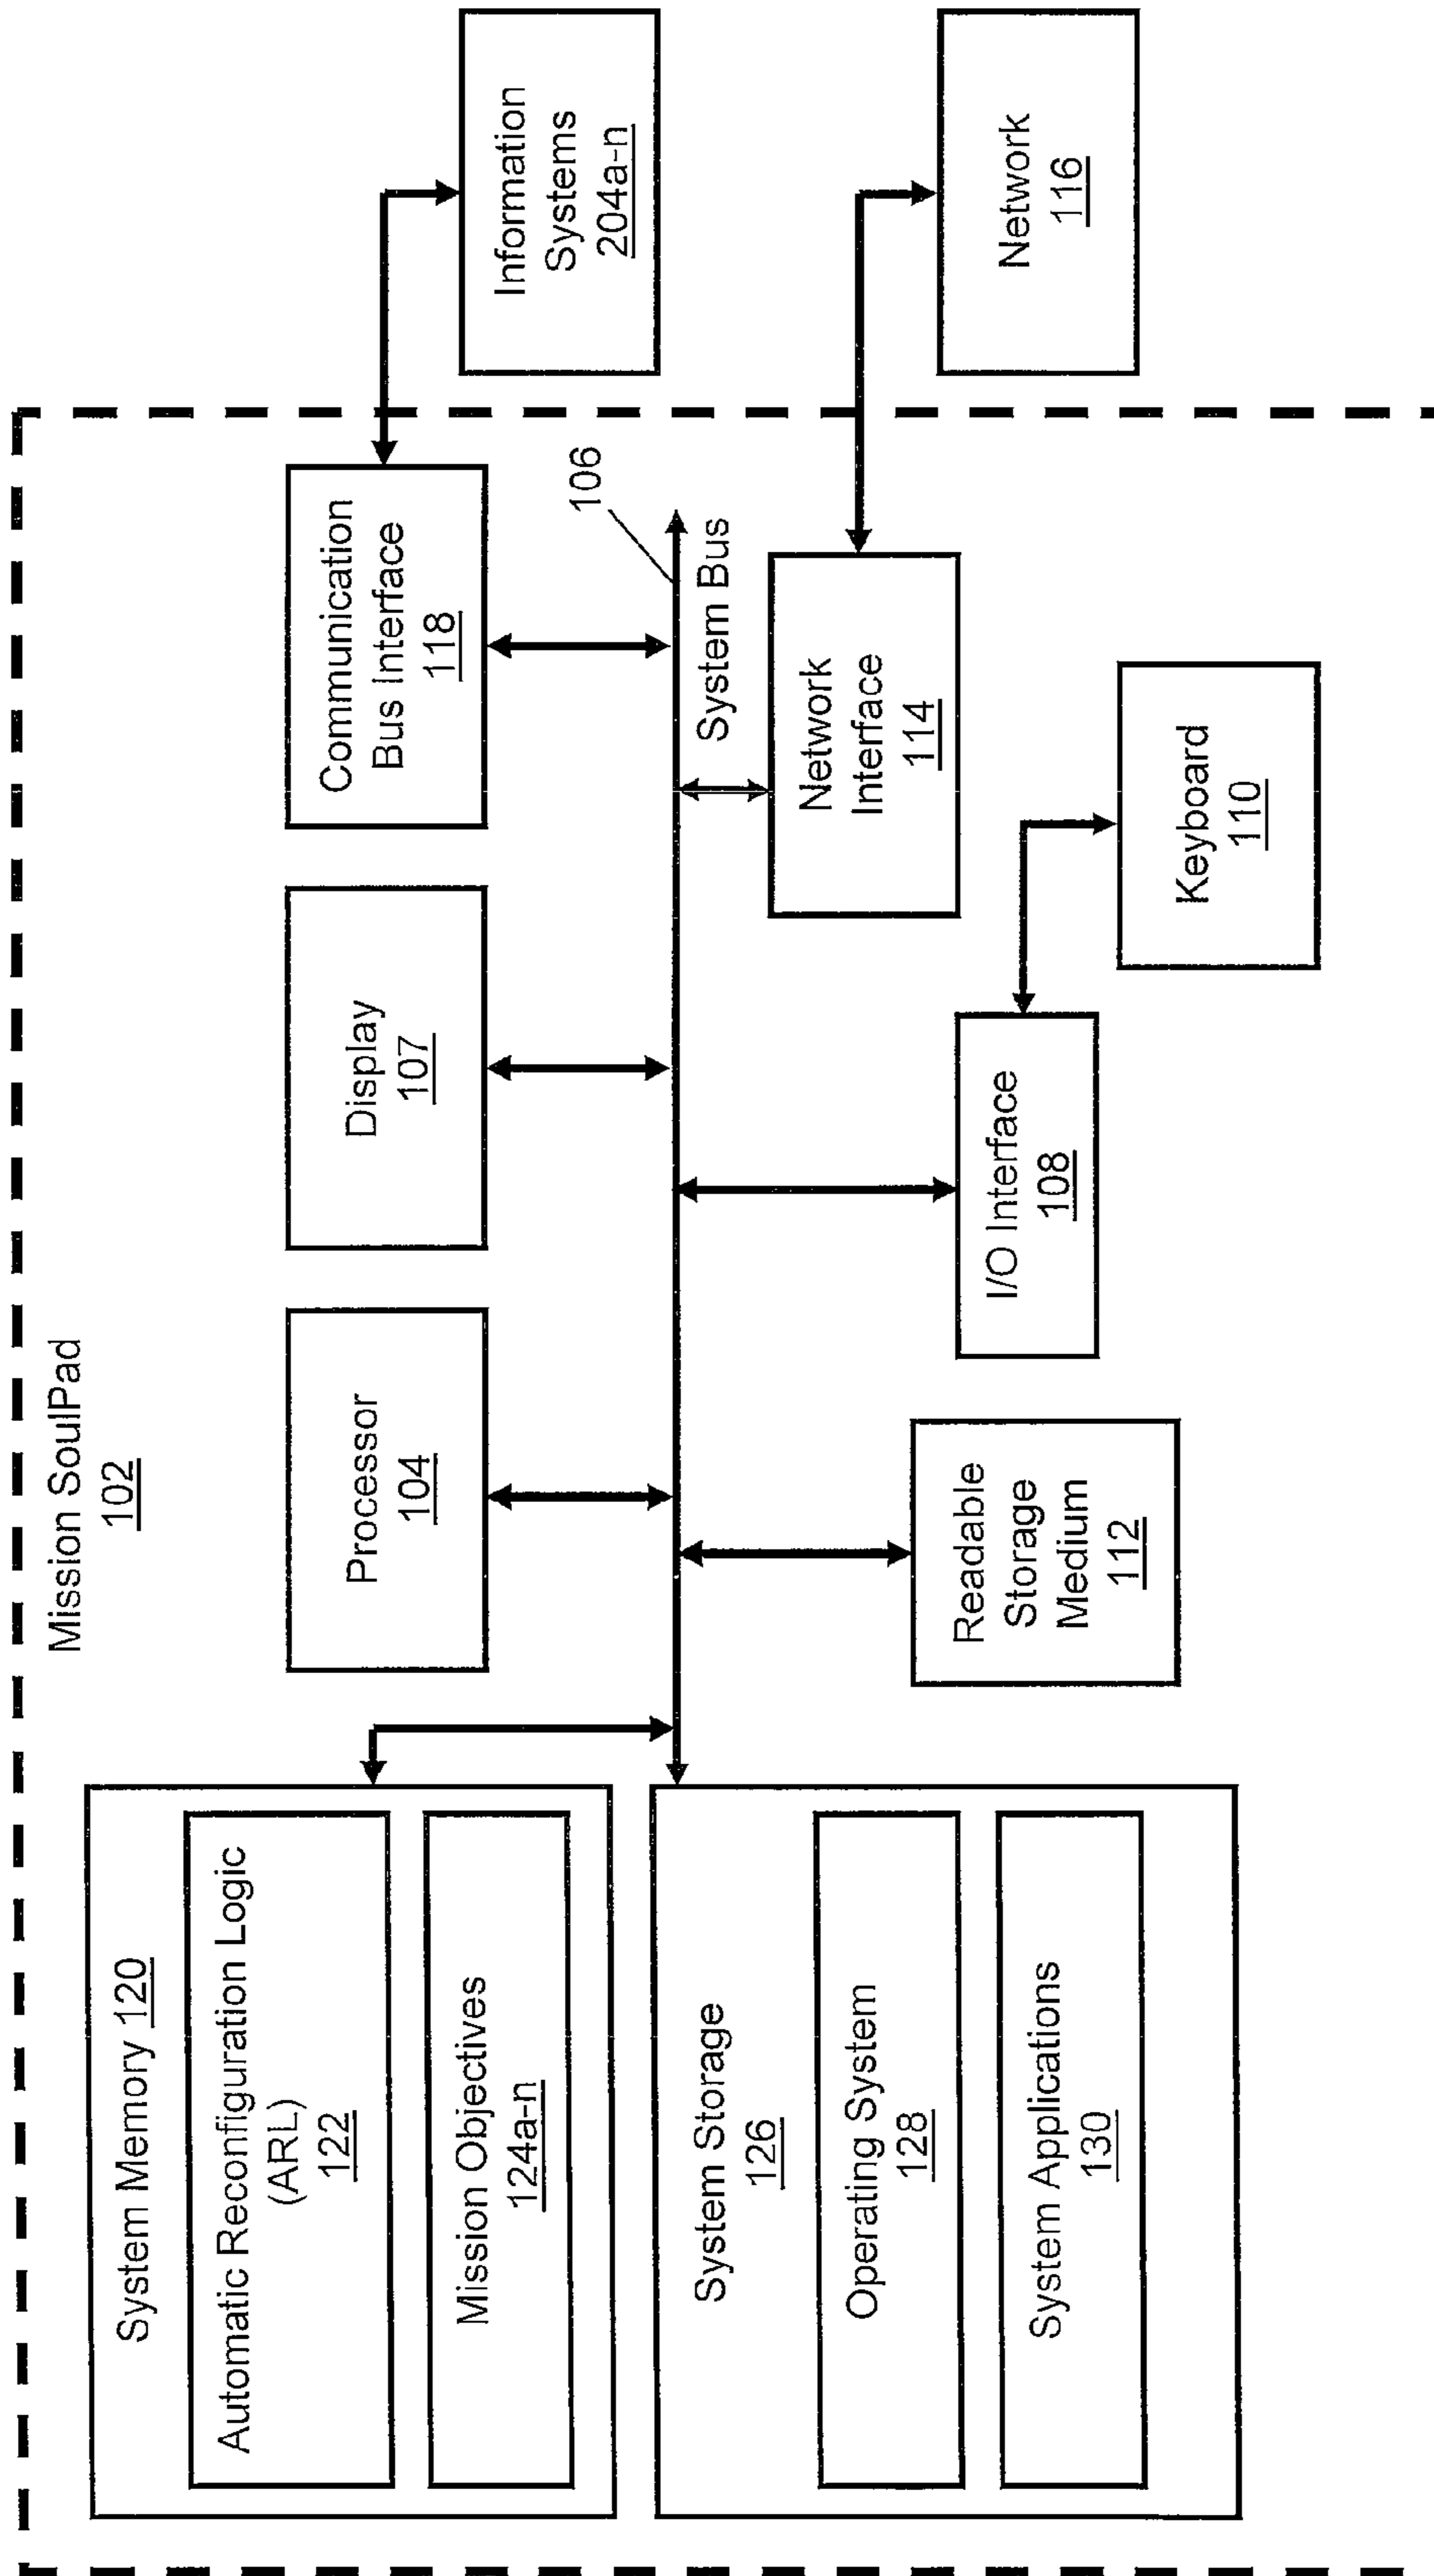 Mission SoulPad
102
System Memory 120
Automatic Reconfiguration Logic
(ARL)
122
Mission Objectives
124a-n
System Storage
126
Operating System
128
System Applications
130
Processor
104
Display
107
Communication
Bus Interface
118
106
System Bus
Readable
Storage
Medium
112
I/O Interface
108
Network
Interface
114
Keyboard
110
Information
Systems
204a-n
Network
116